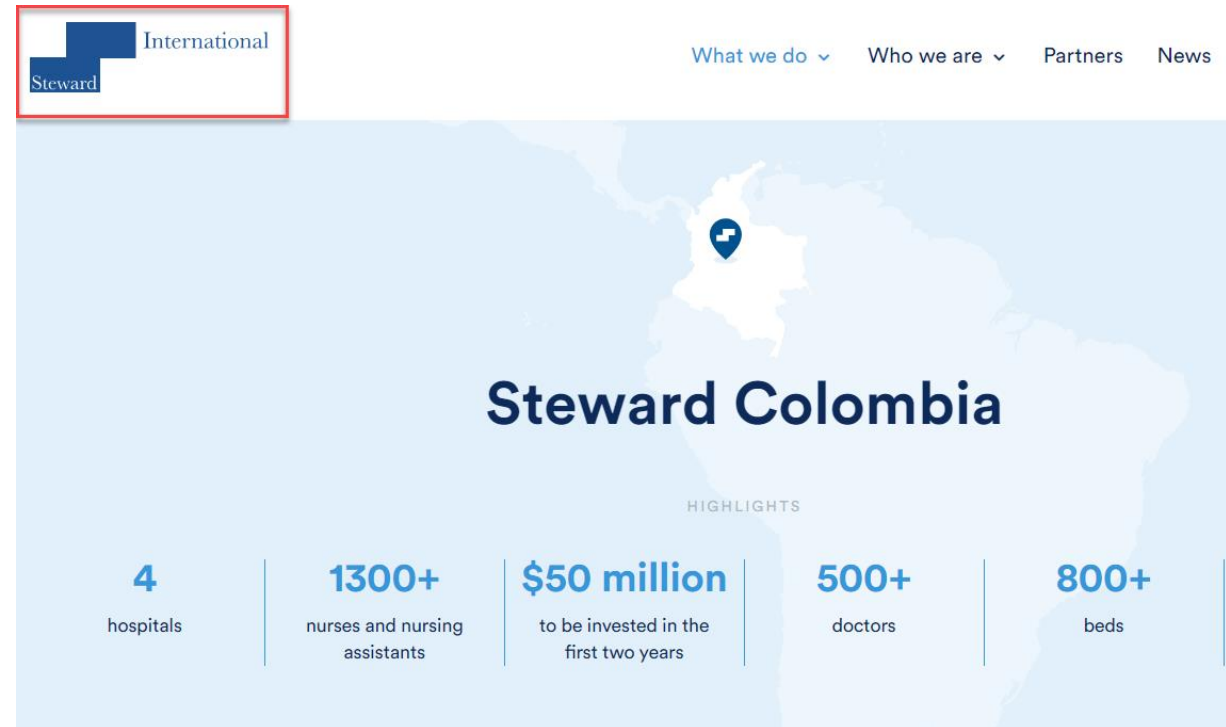 International
Steward
What we do Who we are Partners News
Steward Colombia
HIGHLIGHTS
4 1300+ $50 million 500+ 800+
hospitals nurses and nursing to be invested in the doctors beds
assistants first two years